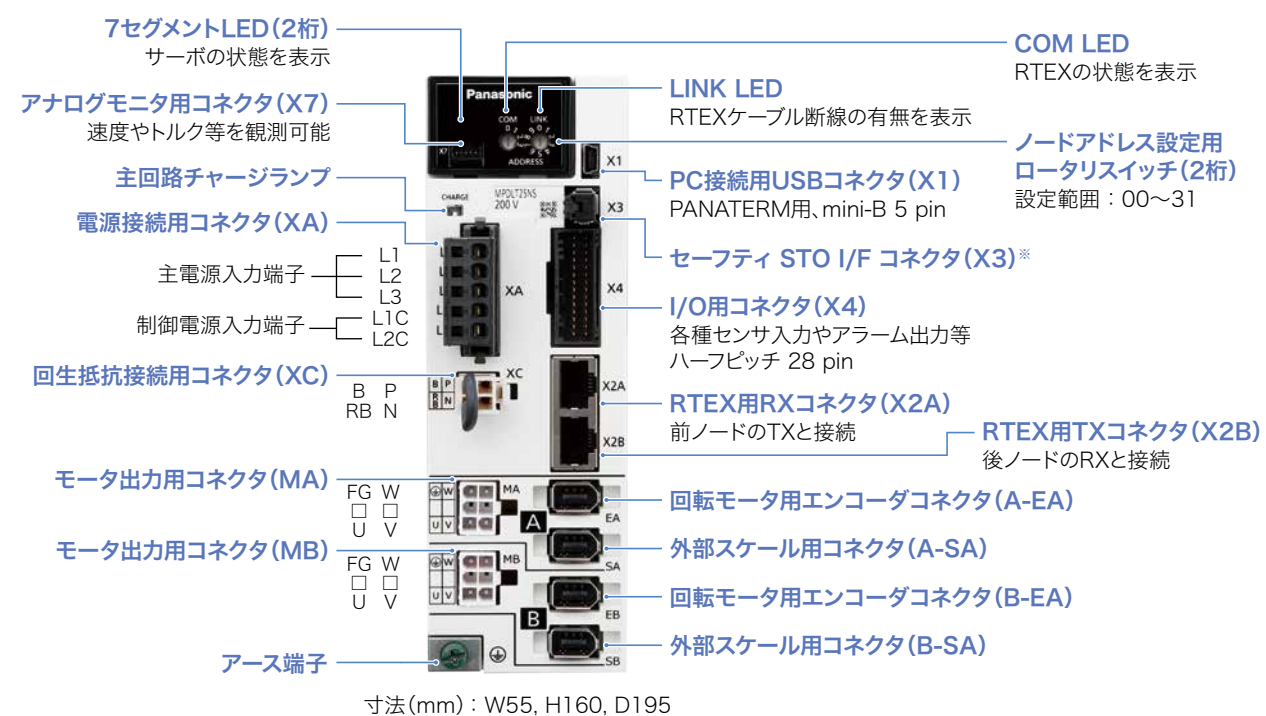 7セグメントLED(2桁)
サーボの状態を表示
アナログモニタ用コネクタ(X7)
速度やトルク等を観測可能
主回路チャージランプ
電源接続用コネクタ(XA)
主電源入力端子
L1
L2
L3
制御電源入力端子
L1C
L2C
回生抵抗接続用コネクタ(XC)
B P
RB N
モータ出力用コネクタ(MA)
FG W
□ □
U V
モータ出力用コネクタ(MB)
FG W
□ □
U V
アース端子
Panasonic
COM LINK
X7
ADDRESS
X1
CHARGE
MPDLT25NS
200 V
X3
XA
X4
XC
B P
RB N
X2A
X2B
W
MA
U V
A
EA
SA
W
MB
U V
B
EB
SB
COM LED
RTEXの状態を表示
LINK LED
RTEXケーブル断線の有無を表示
ノードアドレス設定用
ロータリスイッチ(2桁)
設定範囲:00〜31
PC接続用USBコネクタ(X1)
PANATERM用、mini-B 5 pin
セーフティ STO I/F コネクタ(X3)※
I/O用コネクタ(X4)
各種センサ入力やアラーム出力等
ハーフピッチ 28 pin
RTEX用RXコネクタ(X2A)
前ノードのTXと接続
RTEX用TXコネクタ(X2B)
後ノードのRXと接続
回転モータ用エンコーダコネクタ(A-EA)
外部スケール用コネクタ(A-SA)
回転モータ用エンコーダコネクタ(B-EA)
外部スケール用コネクタ(B-SA)
寸法(mm):W55, H160, D195